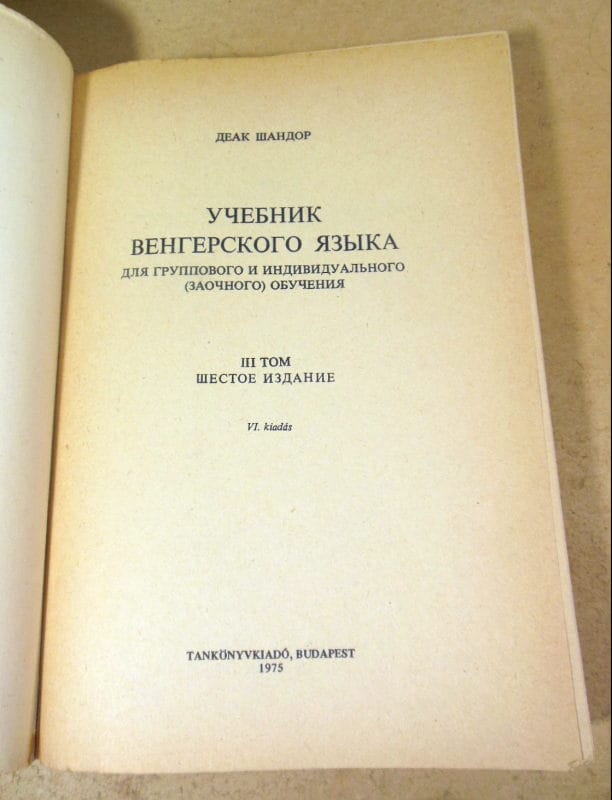 ДЕАК ШАНДОР
УЧЕБНИК
ВЕНГЕРСКОГО ЯЗЫКА
ДЛЯ ГРУППОВОГО И ИНДИВИДУАЛЬНОГО
(ЗАОЧНОГО) ОБУЧЕНИЯ
III ТОМ
ШЕСТОЕ ИЗДАНИЕ
VI. kiadás
TANKÖNYVKIADÓ, BUDAPEST
1975